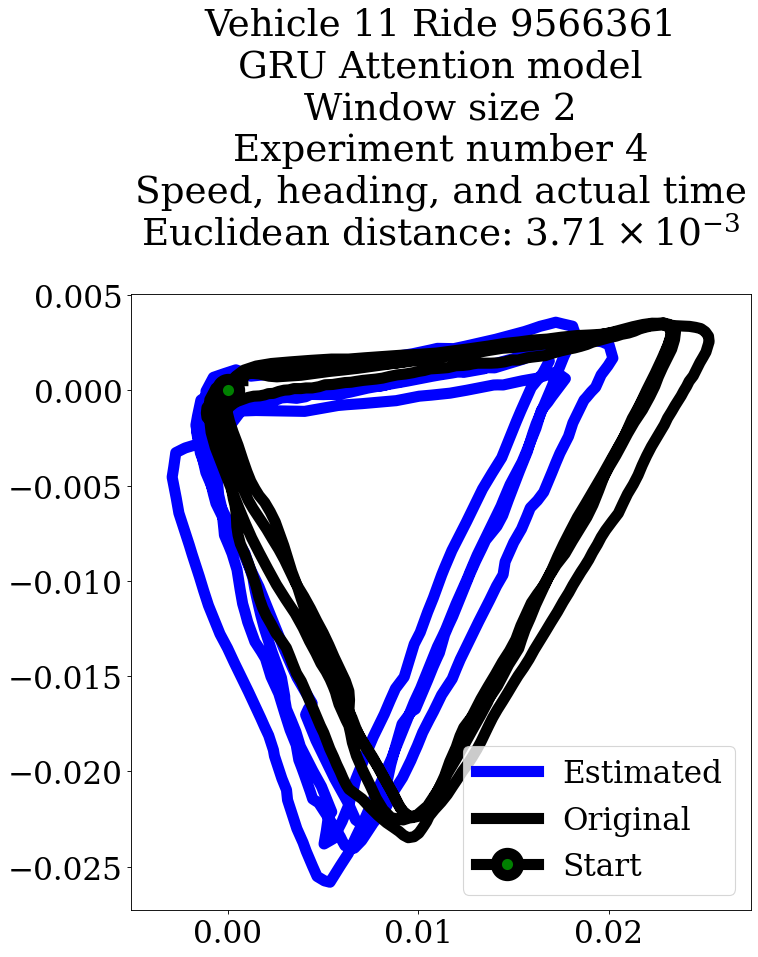 Vehicle 11 Ride 9566361
GRU Attention model
Window size 2
Experiment number 4
Speed, heading, and actual time
Euclidean distance: 3.71 × 10⁻³
0.005
0.000
−0.005
−0.010
−0.015
−0.020
−0.025
Estimated
Original
Start
0.00 0.01 0.02